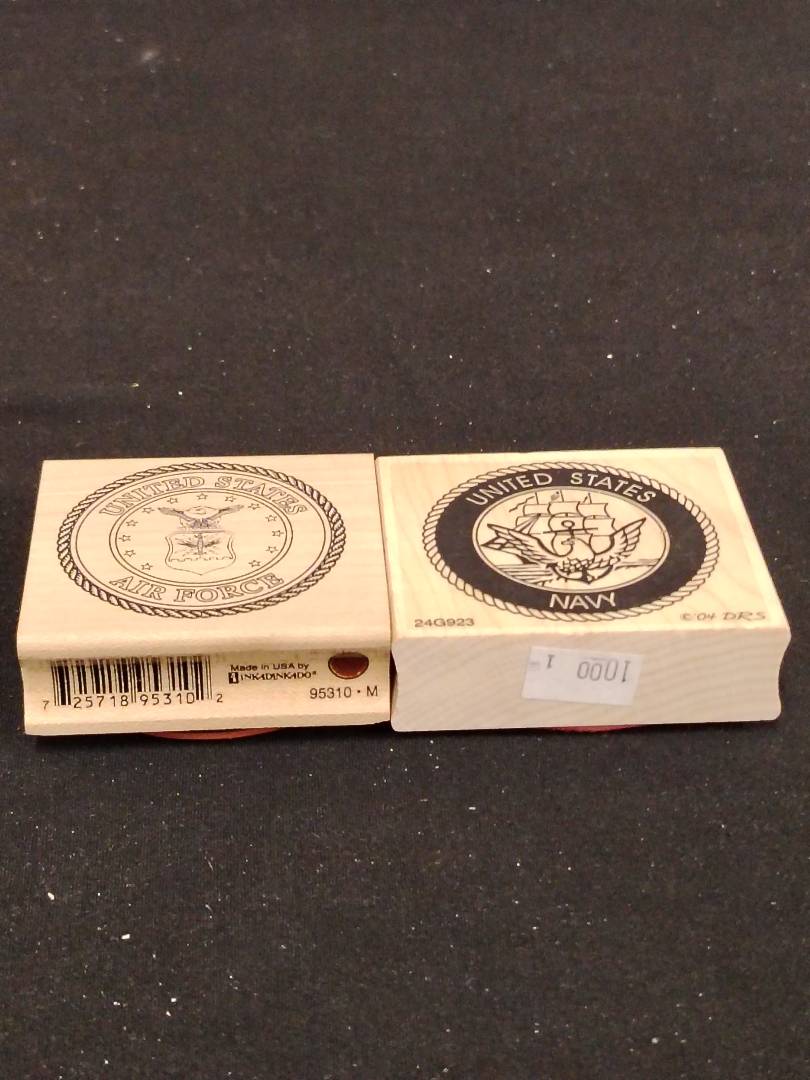 UNITED STATES
AIR FORCE
7 25718 95310 2
Made in USA by
INKADINKADO®
95310 • M
UNITED STATES
NAVY
24G923
©'04 DRS
1000 1